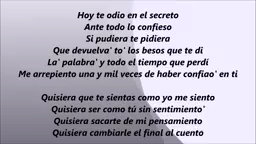 Hoy te odio en el secreto
Ante todo lo confieso
Si pudiera te pidiera
Que devuelva' to' los besos que te di
La' palabra' y todo el tiempo que perdí
Me arrepiento una y mil veces de haber confiao' en ti
Quisiera que te sientas como yo me siento
Quisiera ser como tú sin sentimiento'
Quisiera sacarte de mi pensamiento
Quisiera cambiarle el final al cuento